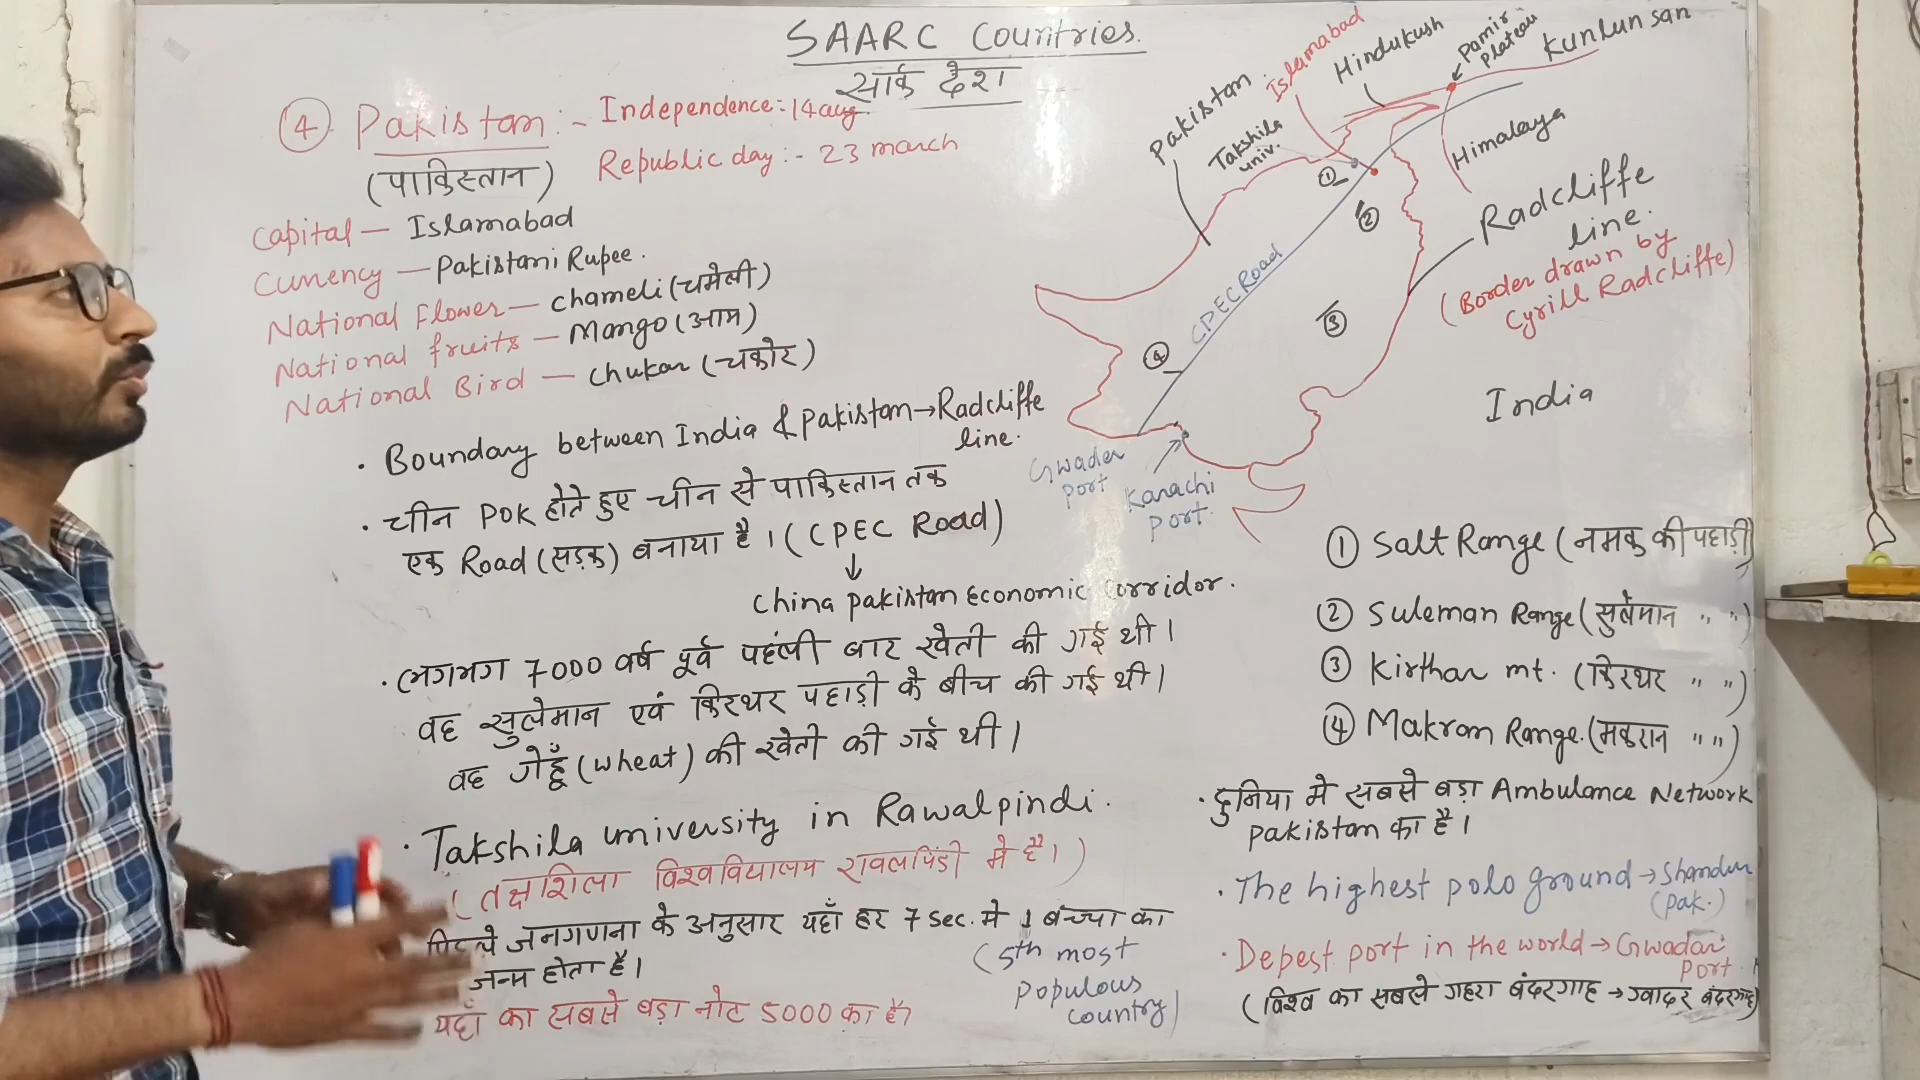 SAARC Countries.
सार्क देश
④ Pakistan :- Independence:- 14 aug.
(पाकिस्तान) Republic day :- 23 march
Capital — Islamabad
Currency — Pakistani Rupee.
National Flower — Chameli (चमेली)
National fruits — Mango (आम)
National Bird — Chukar (चकोर)
· Boundary between India & Pakistan → Radcliffe
line.
· चीन POK होते हुए चीन से पाकिस्तान तक
एक Road (सड़क) बनाया है। (CPEC Road)
↓
China Pakistan Economic Corridor.
· लगभग 7000 वर्ष पूर्व पहली बार खेती की गई थी।
वह सुलेमान एवं किरथर पहाड़ी के बीच की गई थी।
वह गेहूँ (wheat) की खेती की गई थी।
· Takshila university in Rawalpindi.
(तक्षशिला विश्वविद्यालय रावलपिंडी मे है।)
जनगणना के अनुसार यहाँ हर 7 sec. मे 1 बच्चा का
जन्म होता है।
(5th most
populous
country)
यहाँ का सबसे बड़ा नोट 5000 का है।
Pakistan
Takshila
univ.
Islamabad
Hindukush
Pamir
plateau
Kunlun san
Himalaya
Radcliffe
line.
(Border drawn by
Cyrill Radcliffe)
①
②
③
④
CPEC Road
India
Gwader
port
Karachi
port.
① Salt Range (नमक की पहाड़ी)
② Suleman Range (सुलेमान " ")
③ Kirthar mt. (किरथर " ")
④ Makran Range. (मकरान " ")
· दुनिया मे सबसे बड़ा Ambulance Network
Pakistan का है।
· The highest polo ground → Shandur
(Pak.)
· Depest port in the world → Gwadar
Port.
(विश्व का सबसे गहरा बंदरगाह → ग्वादर बंदरगाह)